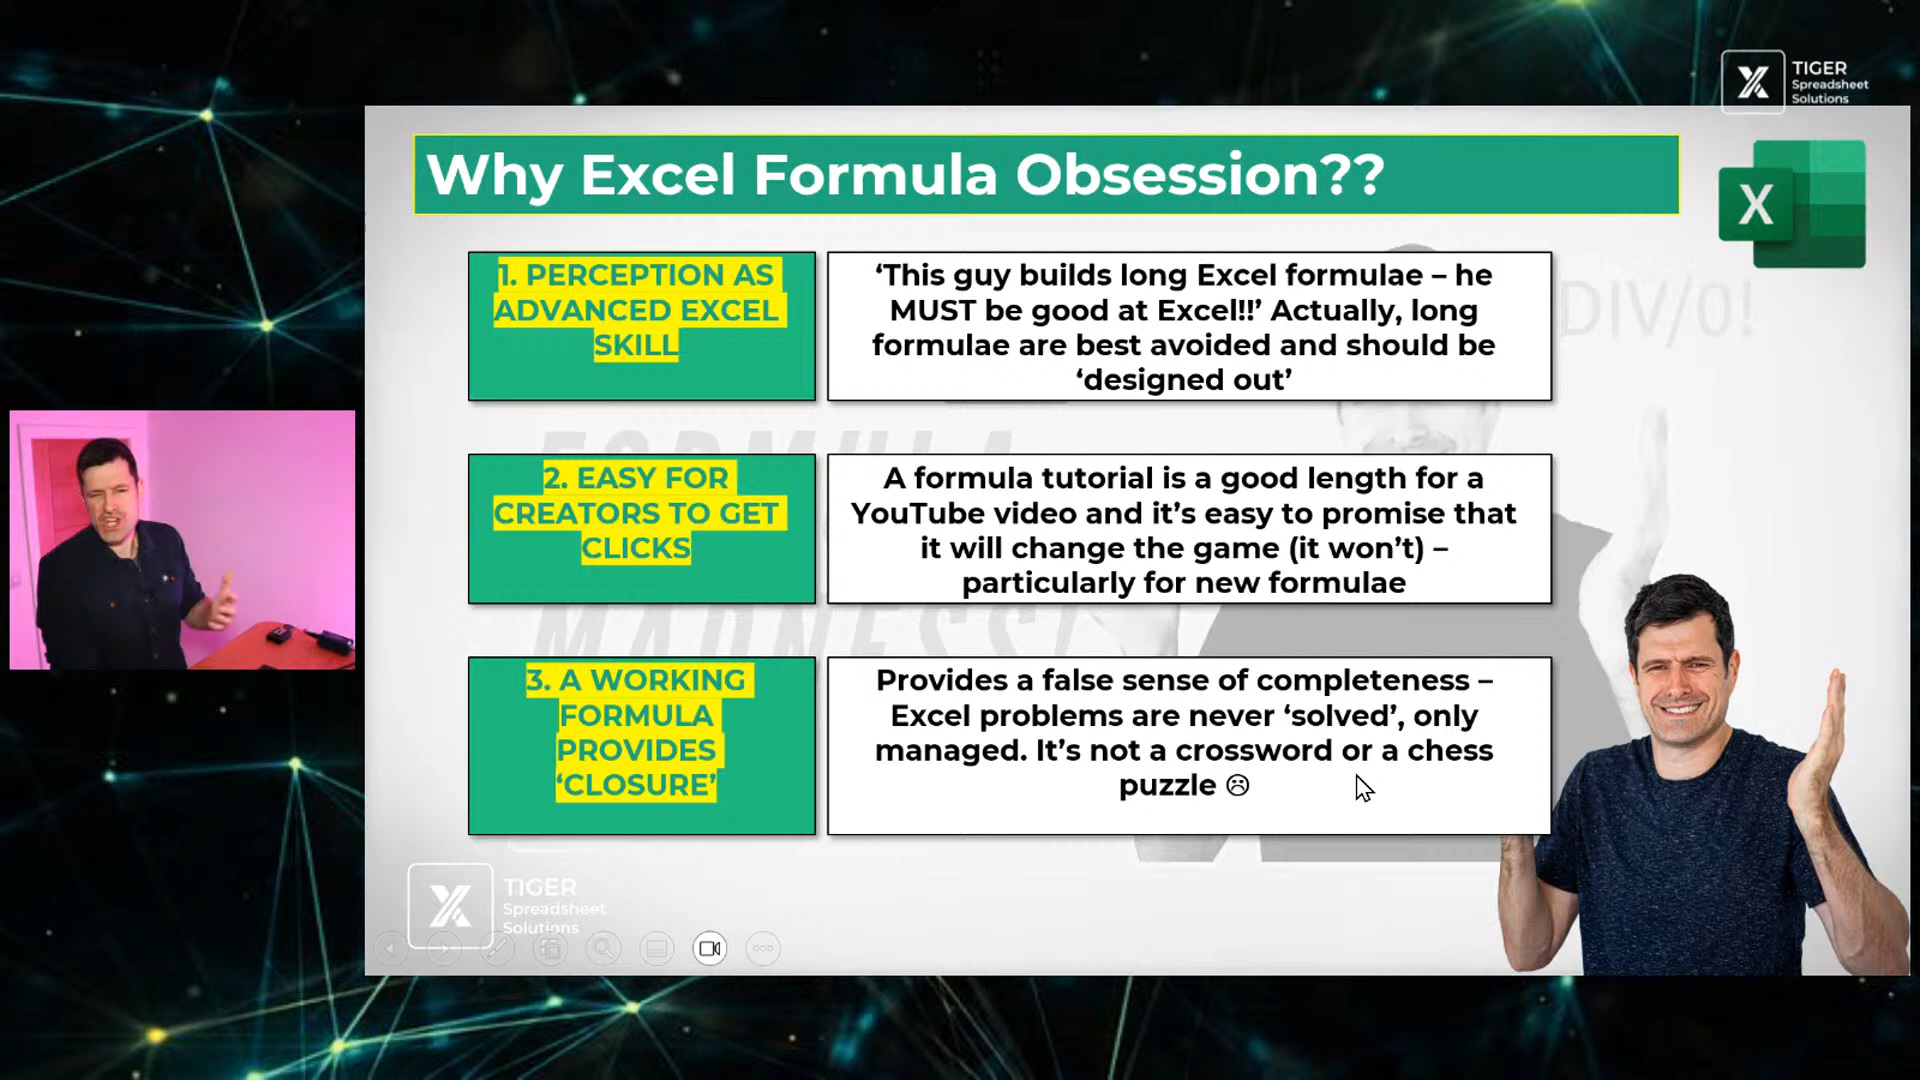 TIGER
Spreadsheet
Solutions
Why Excel Formula Obsession??
X
1. PERCEPTION AS
ADVANCED EXCEL
SKILL
‘This guy builds long Excel formulae – he
MUST be good at Excel!!’ Actually, long
formulae are best avoided and should be
‘designed out’
DIV/0!
FORMULA
2. EASY FOR
CREATORS TO GET
CLICKS
A formula tutorial is a good length for a
YouTube video and it’s easy to promise that
it will change the game (it won’t) –
particularly for new formulae
MADNESS!
3. A WORKING
FORMULA
PROVIDES
‘CLOSURE’
Provides a false sense of completeness –
Excel problems are never ‘solved’, only
managed. It’s not a crossword or a chess
puzzle ☹
TIGER
Spreadsheet
Solutions